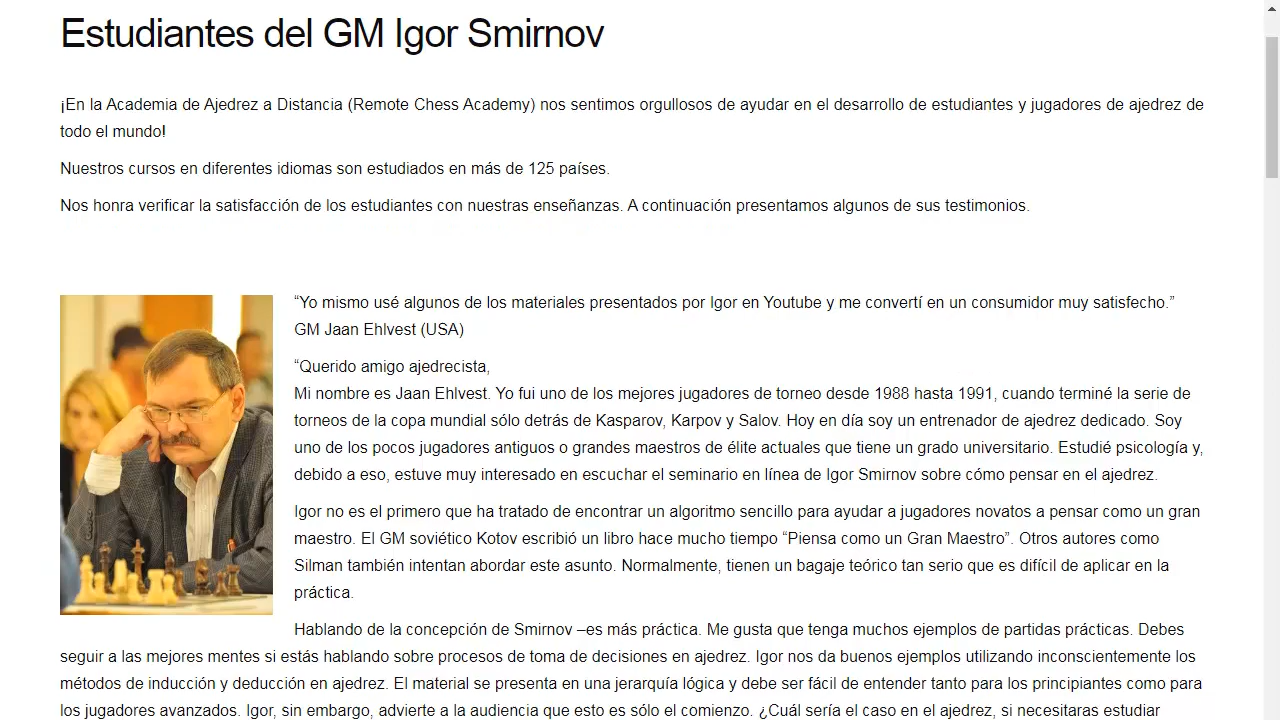 Estudiantes del GM Igor Smirnov
¡En la Academia de Ajedrez a Distancia (Remote Chess Academy) nos sentimos orgullosos de ayudar en el desarrollo de estudiantes y jugadores de ajedrez de
todo el mundo!
Nuestros cursos en diferentes idiomas son estudiados en más de 125 países.
Nos honra verificar la satisfacción de los estudiantes con nuestras enseñanzas. A continuación presentamos algunos de sus testimonios.
“Yo mismo usé algunos de los materiales presentados por Igor en Youtube y me convertí en un consumidor muy satisfecho.”
GM Jaan Ehlvest (USA)
“Querido amigo ajedrecista,
Mi nombre es Jaan Ehlvest. Yo fui uno de los mejores jugadores de torneo desde 1988 hasta 1991, cuando terminé la serie de
torneos de la copa mundial sólo detrás de Kasparov, Karpov y Salov. Hoy en día soy un entrenador de ajedrez dedicado. Soy
uno de los pocos jugadores antiguos o grandes maestros de élite actuales que tiene un grado universitario. Estudié psicología y,
debido a eso, estuve muy interesado en escuchar el seminario en línea de Igor Smirnov sobre cómo pensar en el ajedrez.
Igor no es el primero que ha tratado de encontrar un algoritmo sencillo para ayudar a jugadores novatos a pensar como un gran
maestro. El GM soviético Kotov escribió un libro hace mucho tiempo “Piensa como un Gran Maestro”. Otros autores como
Silman también intentan abordar este asunto. Normalmente, tienen un bagaje teórico tan serio que es difícil de aplicar en la
práctica.
Hablando de la concepción de Smirnov –es más práctica. Me gusta que tenga muchos ejemplos de partidas prácticas. Debes
seguir a las mejores mentes si estás hablando sobre procesos de toma de decisiones en ajedrez. Igor nos da buenos ejemplos utilizando inconscientemente los
métodos de inducción y deducción en ajedrez. El material se presenta en una jerarquía lógica y debe ser fácil de entender tanto para los principiantes como para
los jugadores avanzados. Igor, sin embargo, advierte a la audiencia que esto es sólo el comienzo. ¿Cuál sería el caso en el ajedrez, si necesitaras estudiar